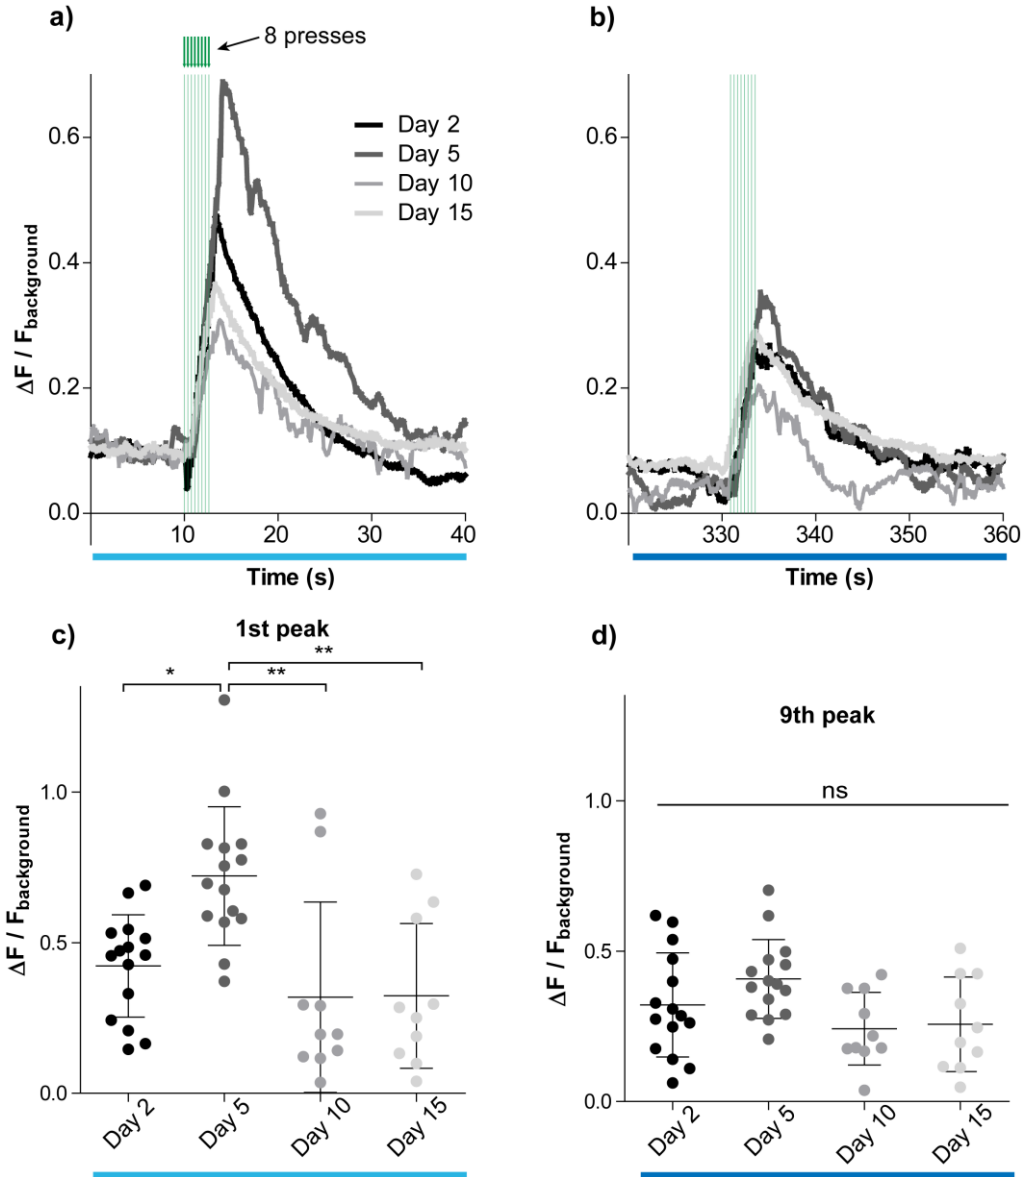 a)
8 presses
Day 2
Day 5
Day 10
Day 15
ΔF / Fbackground
0.6
0.4
0.2
0.0
10
20
30
40
Time (s)
b)
0.6
0.4
0.2
0.0
330
340
350
360
Time (s)
c)
1st peak
*
**
**
ΔF / Fbackground
1.0
0.5
0.0
Day 2
Day 5
Day 10
Day 15
d)
9th peak
ns
ΔF / Fbackground
1.0
0.5
0.0
Day 2
Day 5
Day 10
Day 15